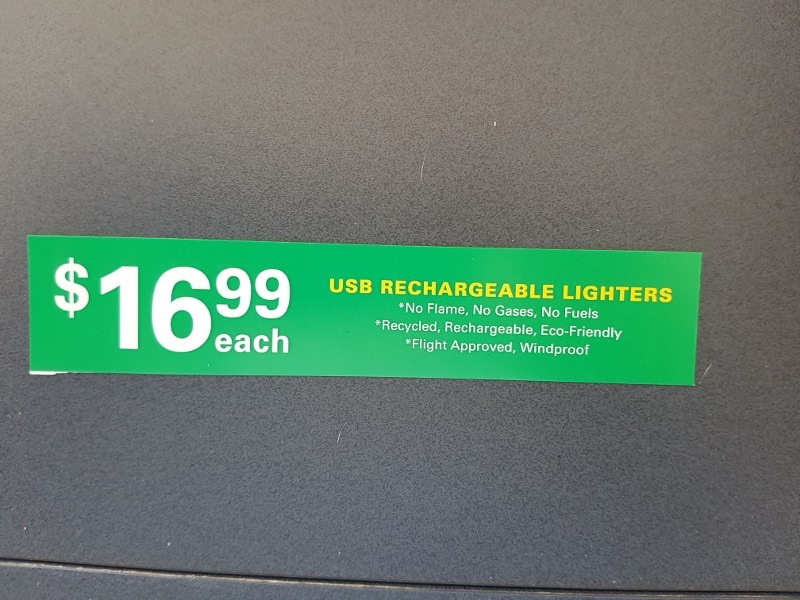 $16.99 each
USB RECHARGEABLE LIGHTERS
*No Flame, No Gases, No Fuels
*Recycled, Rechargeable, Eco-Friendly
*Flight Approved, Windproof